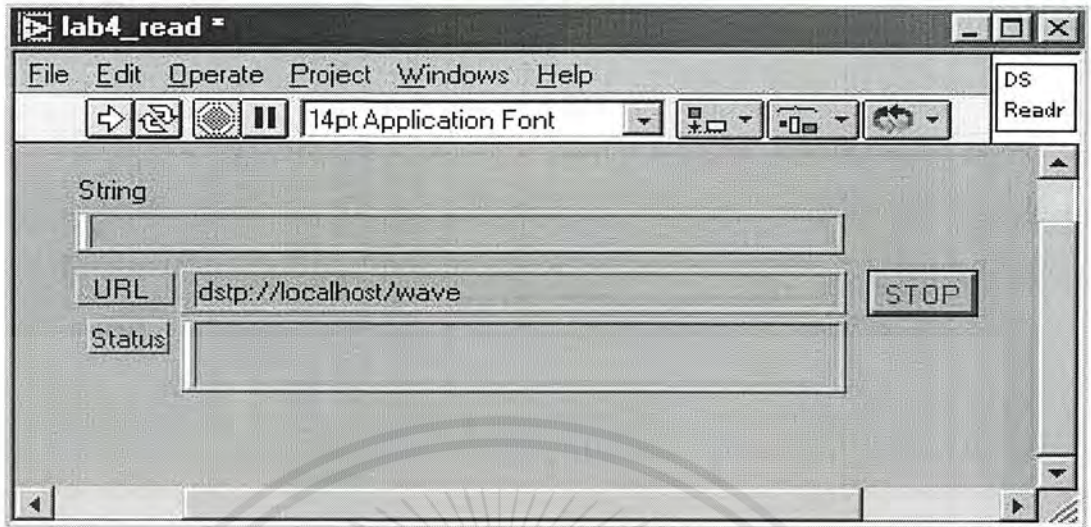 lab4_read *
File Edit Operate Project Windows Help
14pt Application Font
DS
Readr
String
URL
dstp://localhost/wave
STOP
Status